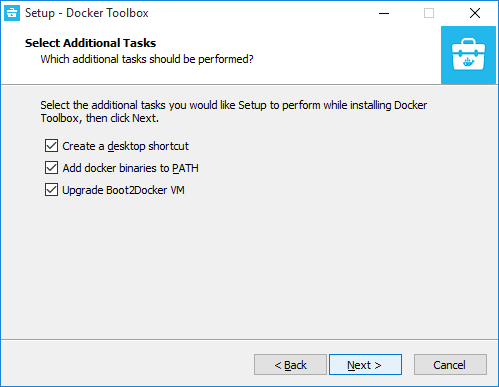 Setup - Docker Toolbox
Select Additional Tasks
Which additional tasks should be performed?
Select the additional tasks you would like Setup to perform while installing Docker
Toolbox, then click Next.
Create a desktop shortcut
Add docker binaries to PATH
Upgrade Boot2Docker VM
< Back
Next >
Cancel